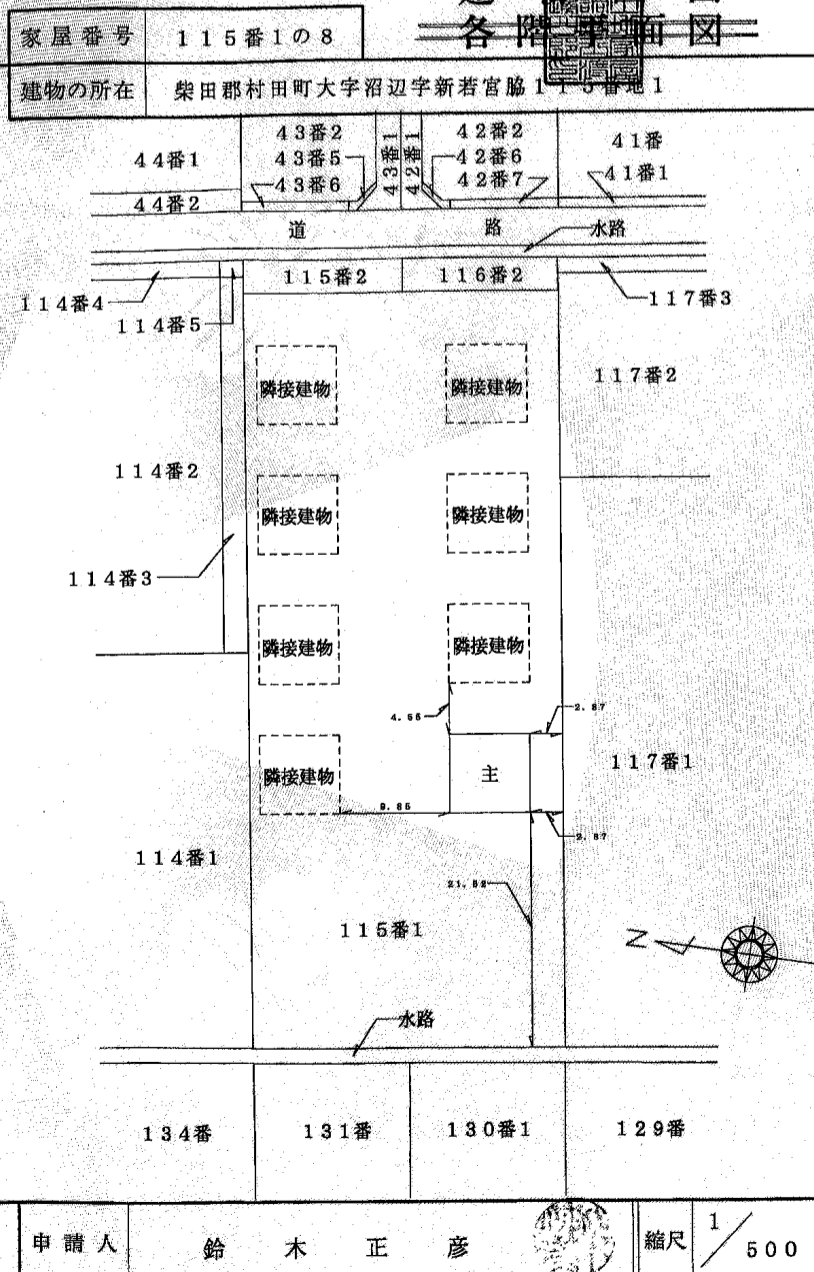 各階平面図
家屋番号 115番1の8
建物の所在 柴田郡村田町大字沼辺字新若宮脇115番地1
44番1
43番2
43番5
43番6
43番1
42番1
42番2
42番6
42番7
41番
41番1
44番2
道 路 水路
115番2 116番2
114番4
114番5
117番3
117番2
隣接建物 隣接建物
114番2
隣接建物 隣接建物
114番3
隣接建物 隣接建物
4.55
2.87
隣接建物 主 117番1
9.85
2.87
114番1
21.52
115番1
N
水路
134番 131番 130番1 129番
申請人 鈴木正彦 縮尺 1/500